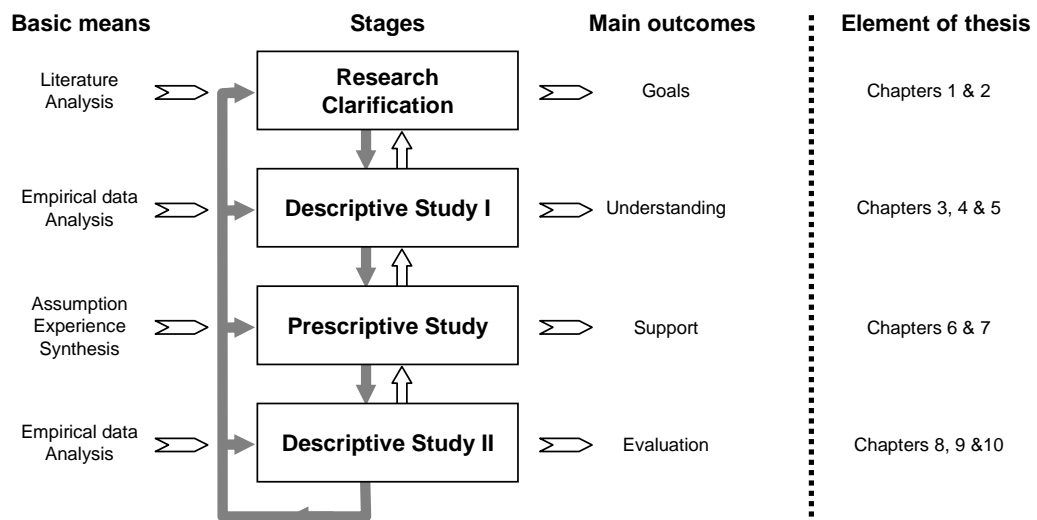 Basic means
Stages
Main outcomes
Element of thesis
Literature
Analysis
Research
Clarification
Goals
Chapters 1 & 2
Empirical data
Analysis
Descriptive Study I
Understanding
Chapters 3, 4 & 5
Assumption
Experience
Synthesis
Prescriptive Study
Support
Chapters 6 & 7
Empirical data
Analysis
Descriptive Study II
Evaluation
Chapters 8, 9 &10